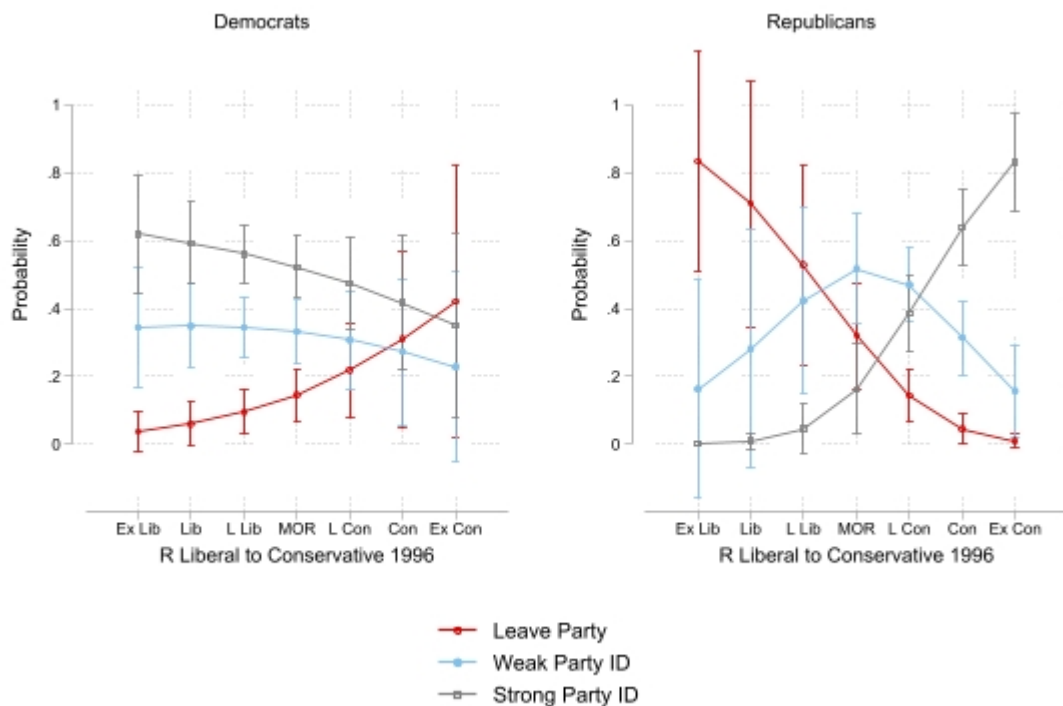 Democrats
Republicans
Probability
1
.8
.6
.4
.2
0
Ex Lib Lib L Lib MOR L Con Con Ex Con
R Liberal to Conservative 1996
Probability
1
.8
.6
.4
.2
0
Ex Lib Lib L Lib MOR L Con Con Ex Con
R Liberal to Conservative 1996
Leave Party
Weak Party ID
Strong Party ID